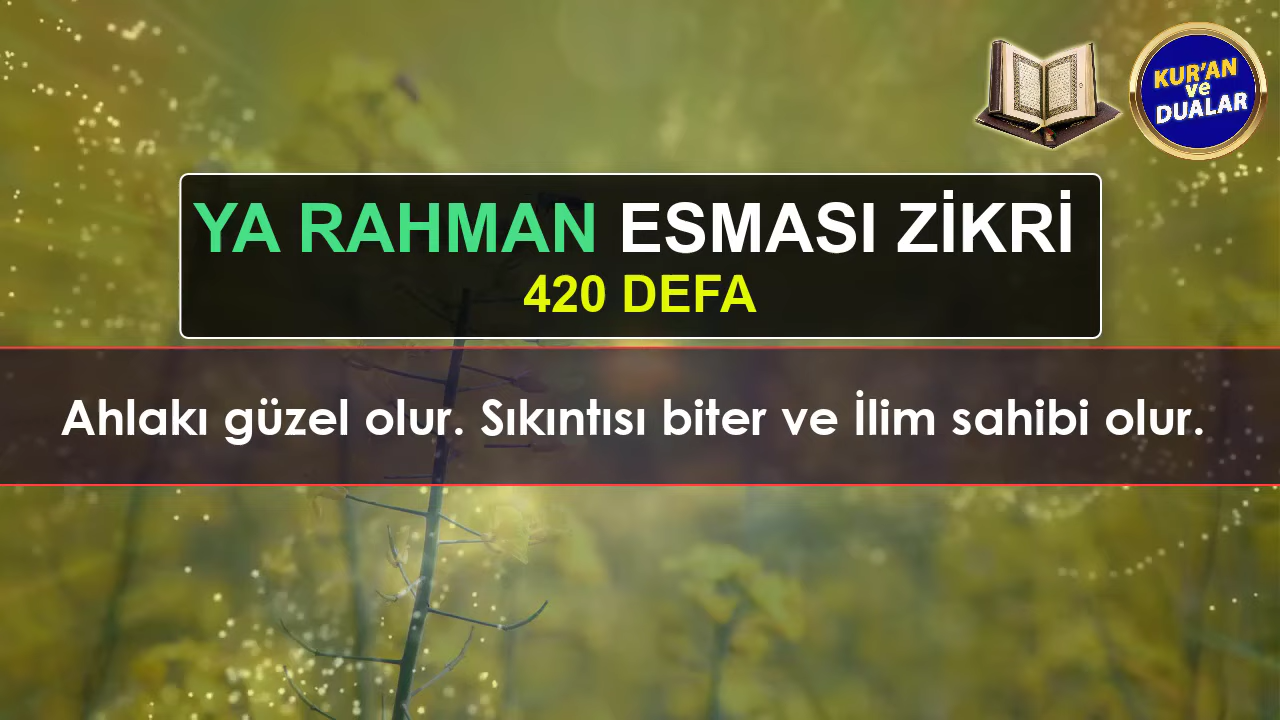 KUR'AN
ve
DUALAR
YA RAHMAN ESMASI ZİKRİ
420 DEFA
Ahlakı güzel olur. Sıkıntısı biter ve İlim sahibi olur.